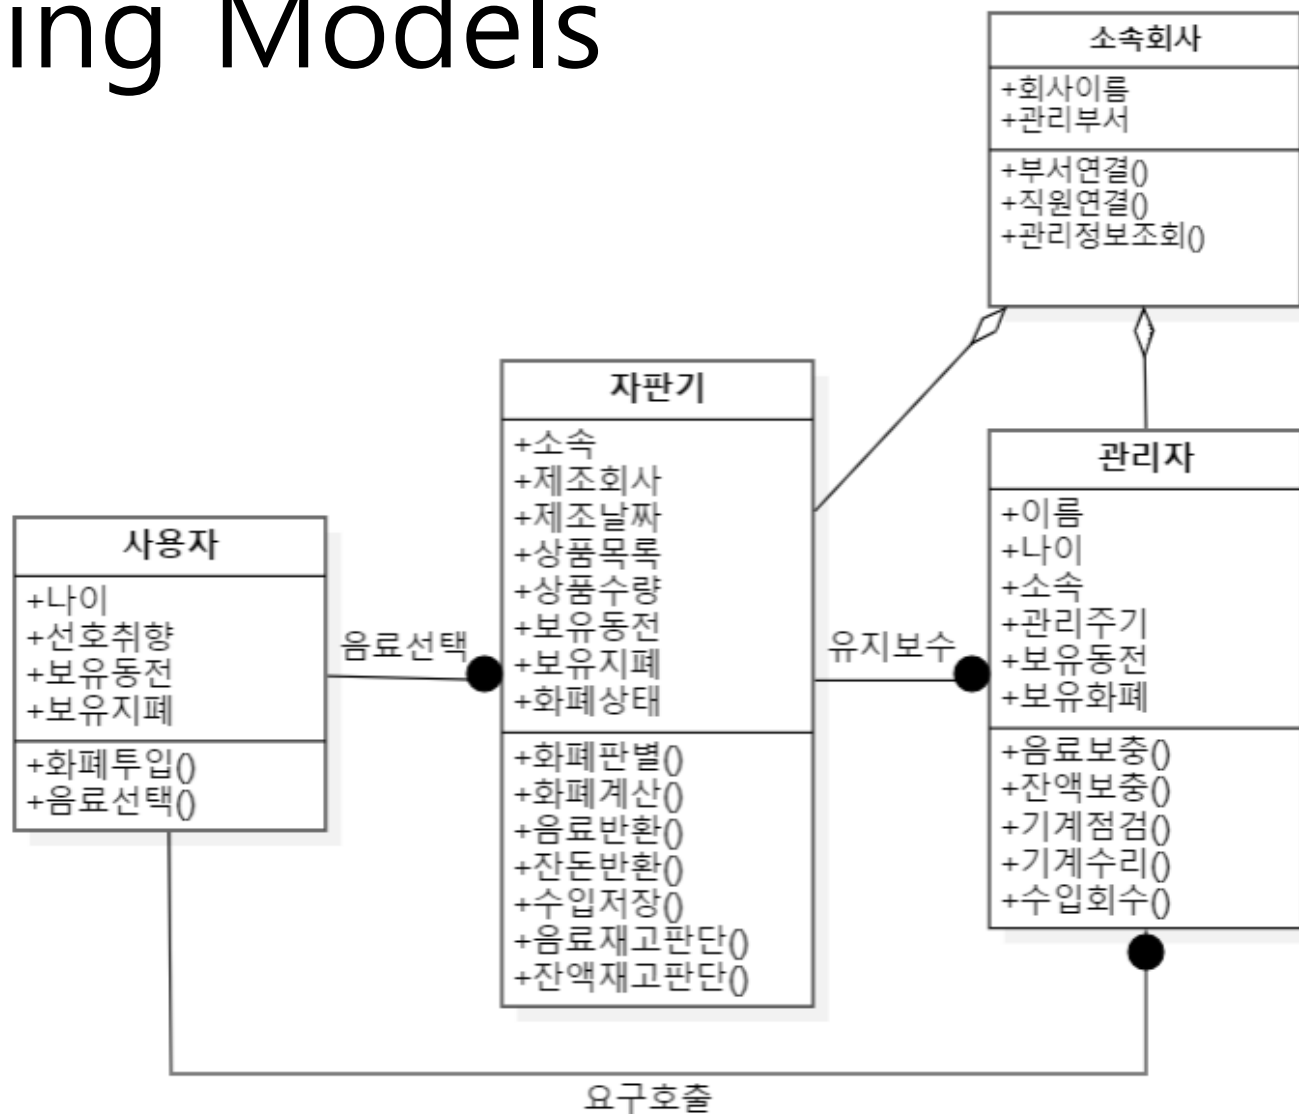 ing Models
소속회사
+회사이름
+관리부서
+부서연결()
+직원연결()
+관리정보조회()
자판기
+소속
+제조회사
+제조날짜
+상품목록
+상품수량
+보유동전
+보유지폐
+화폐상태
+화폐판별()
+화폐계산()
+음료반환()
+잔돈반환()
+수입저장()
+음료재고판단()
+잔액재고판단()
관리자
+이름
+나이
+소속
+관리주기
+보유동전
+보유화폐
+음료보충()
+잔액보충()
+기계점검()
+기계수리()
+수입회수()
사용자
+나이
+선호취향
+보유동전
+보유지폐
+화폐투입()
+음료선택()
음료선택
유지보수
요구호출